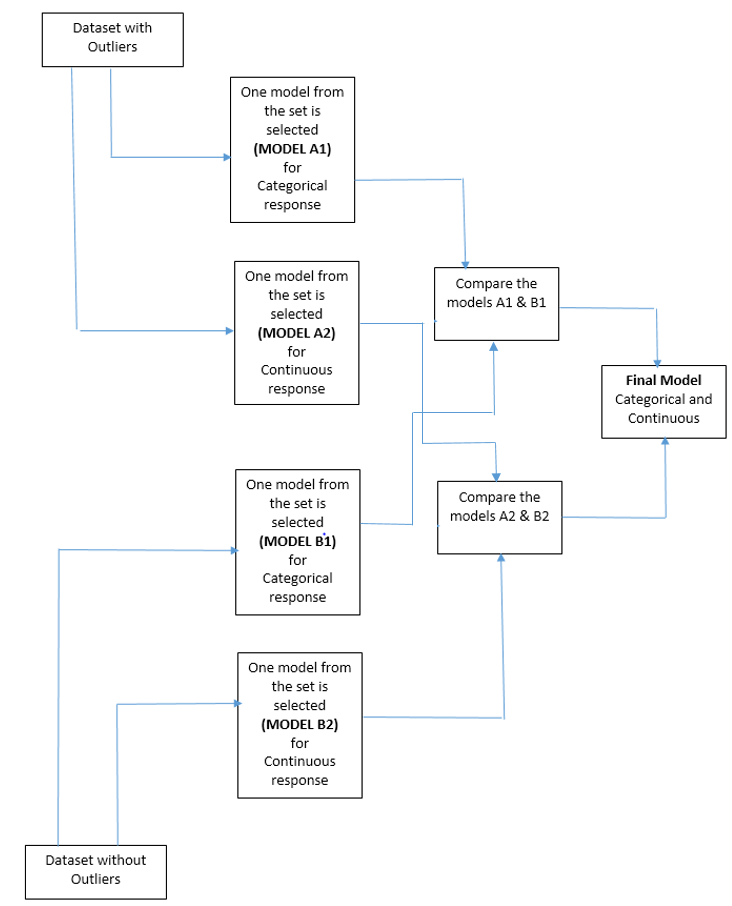 Dataset with
Outliers
One model from
the set is
selected
(MODEL A1)
for
Categorical
response
One model from
the set is
selected
(MODEL A2)
for
Continuous
response
Compare the
models A1 & B1
Final Model
Categorical and
Continuous
One model from
the set is
selected
(MODEL B1)
for
Categorical
response
Compare the
models A2 & B2
One model from
the set is
selected
(MODEL B2)
for
Continuous
response
Dataset without
Outliers